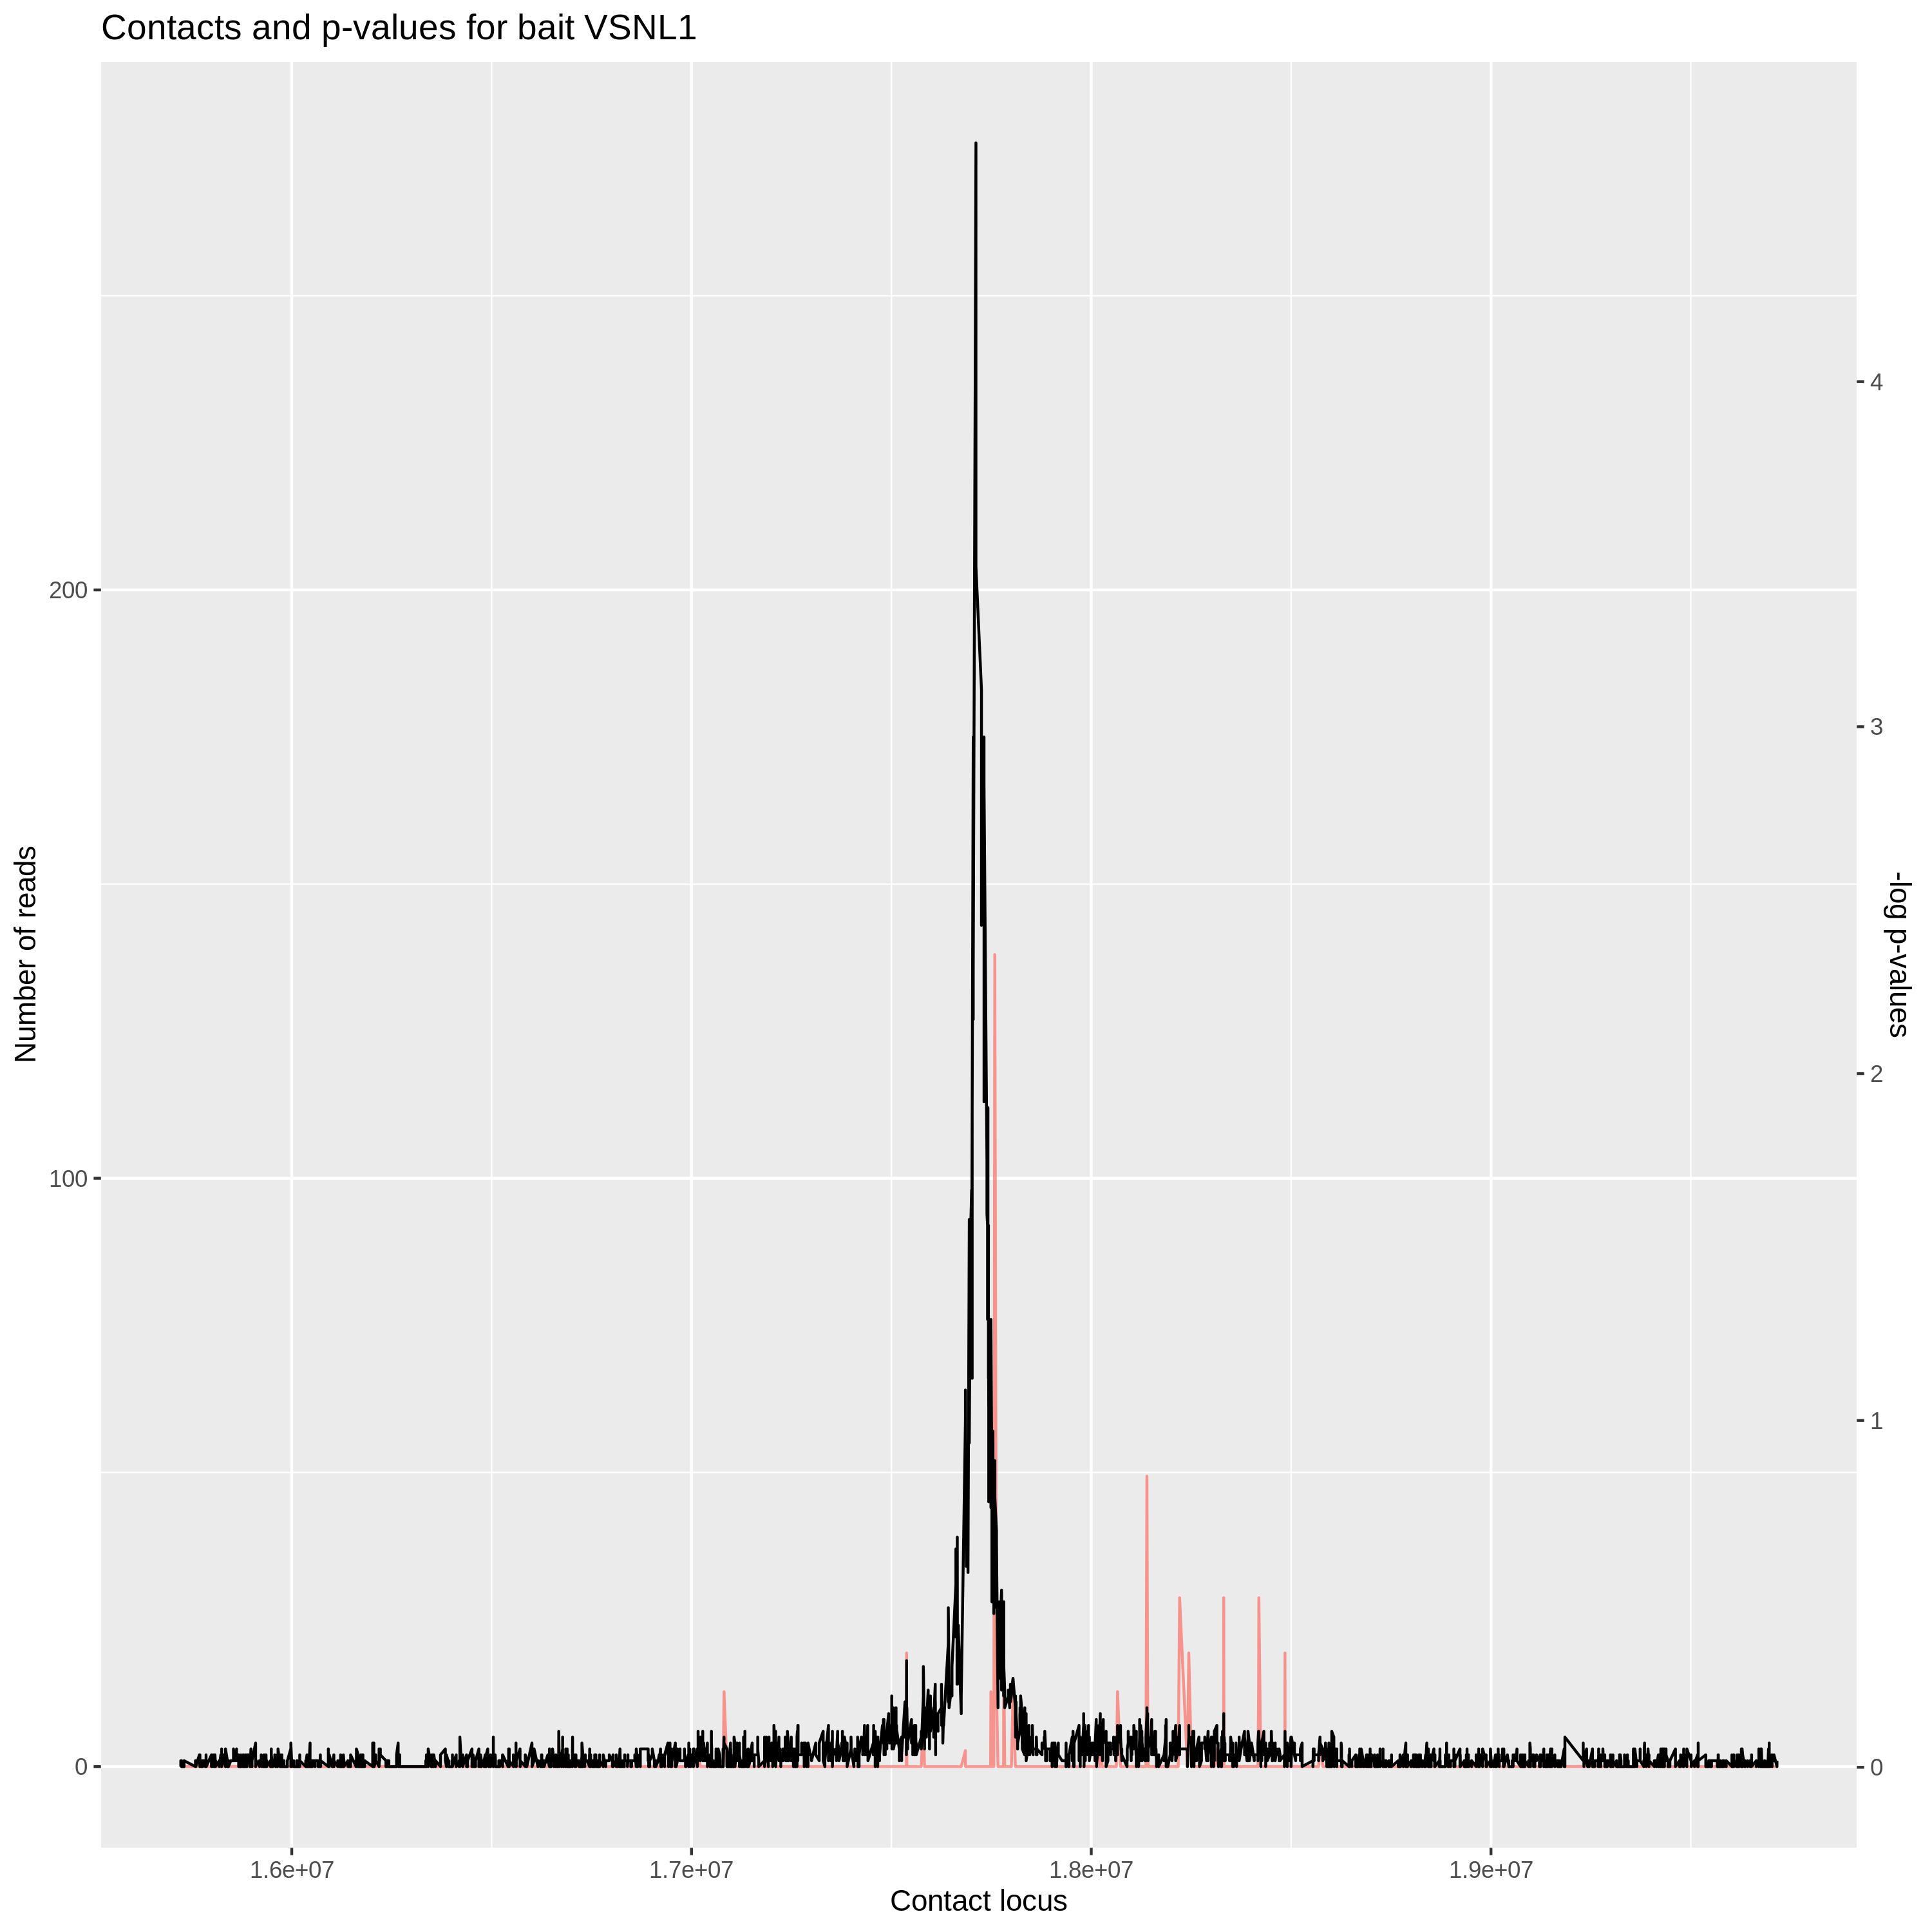 Contacts and p-values for bait VSNL1
Number of reads
200
100
0
4
3
2
1
0
-log p-values
1.6e+07
1.7e+07
1.8e+07
1.9e+07
Contact locus